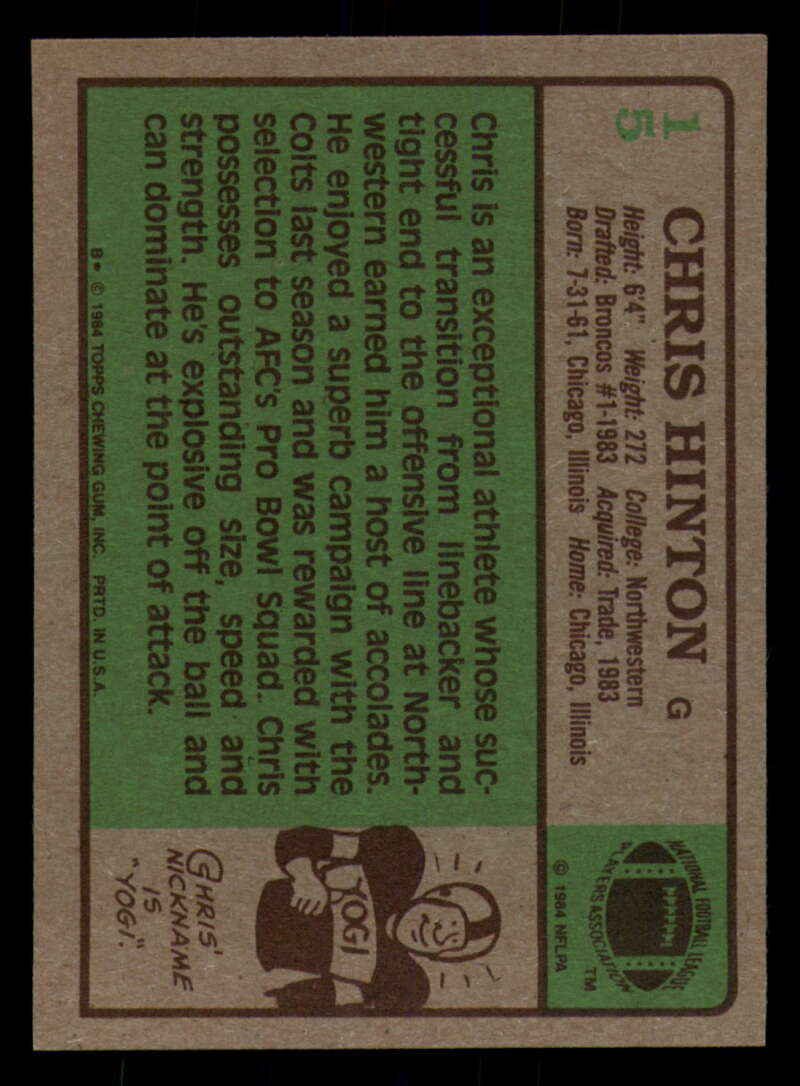 15
CHRIS HINTON G
Height: 6'4" Weight: 272 College: Northwestern
Drafted: Broncos #1-1983 Acquired: Trade, 1983
Born: 7-31-61, Chicago, Illinois Home: Chicago, Illinois
NATIONAL FOOTBALL LEAGUE
PLAYERS ASSOCIATION
TM
© 1984 NFLPA
Chris is an exceptional athlete whose suc-
cessful transition from linebacker and
tight end to the offensive line at North-
western earned him a host of accolades.
He enjoyed a superb campaign with the
Colts last season and was rewarded with
selection to AFC's Pro Bowl Squad. Chris
possesses outstanding size, speed and
strength. He's explosive off the ball and
can dominate at the point of attack.
B* © 1984 TOPPS CHEWING GUM, INC. PRTD. IN U.S.A.
YOGI
CHRIS'
NICKNAME
IS
"YOGI."